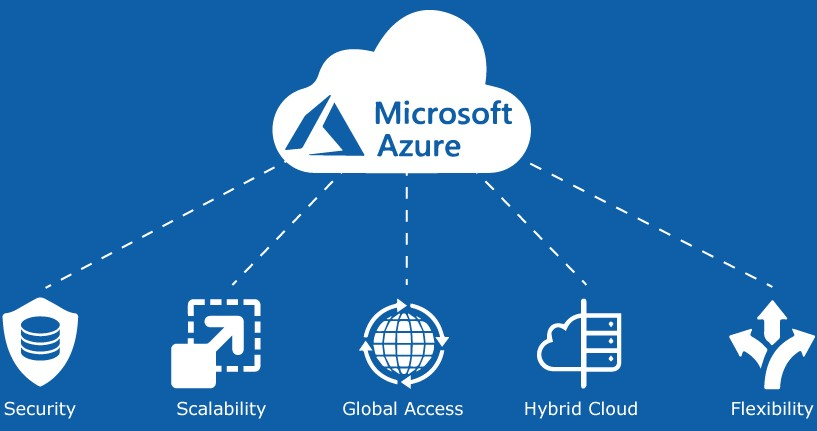 Microsoft
Azure
Security
Scalability
Global Access
Hybrid Cloud
Flexibility